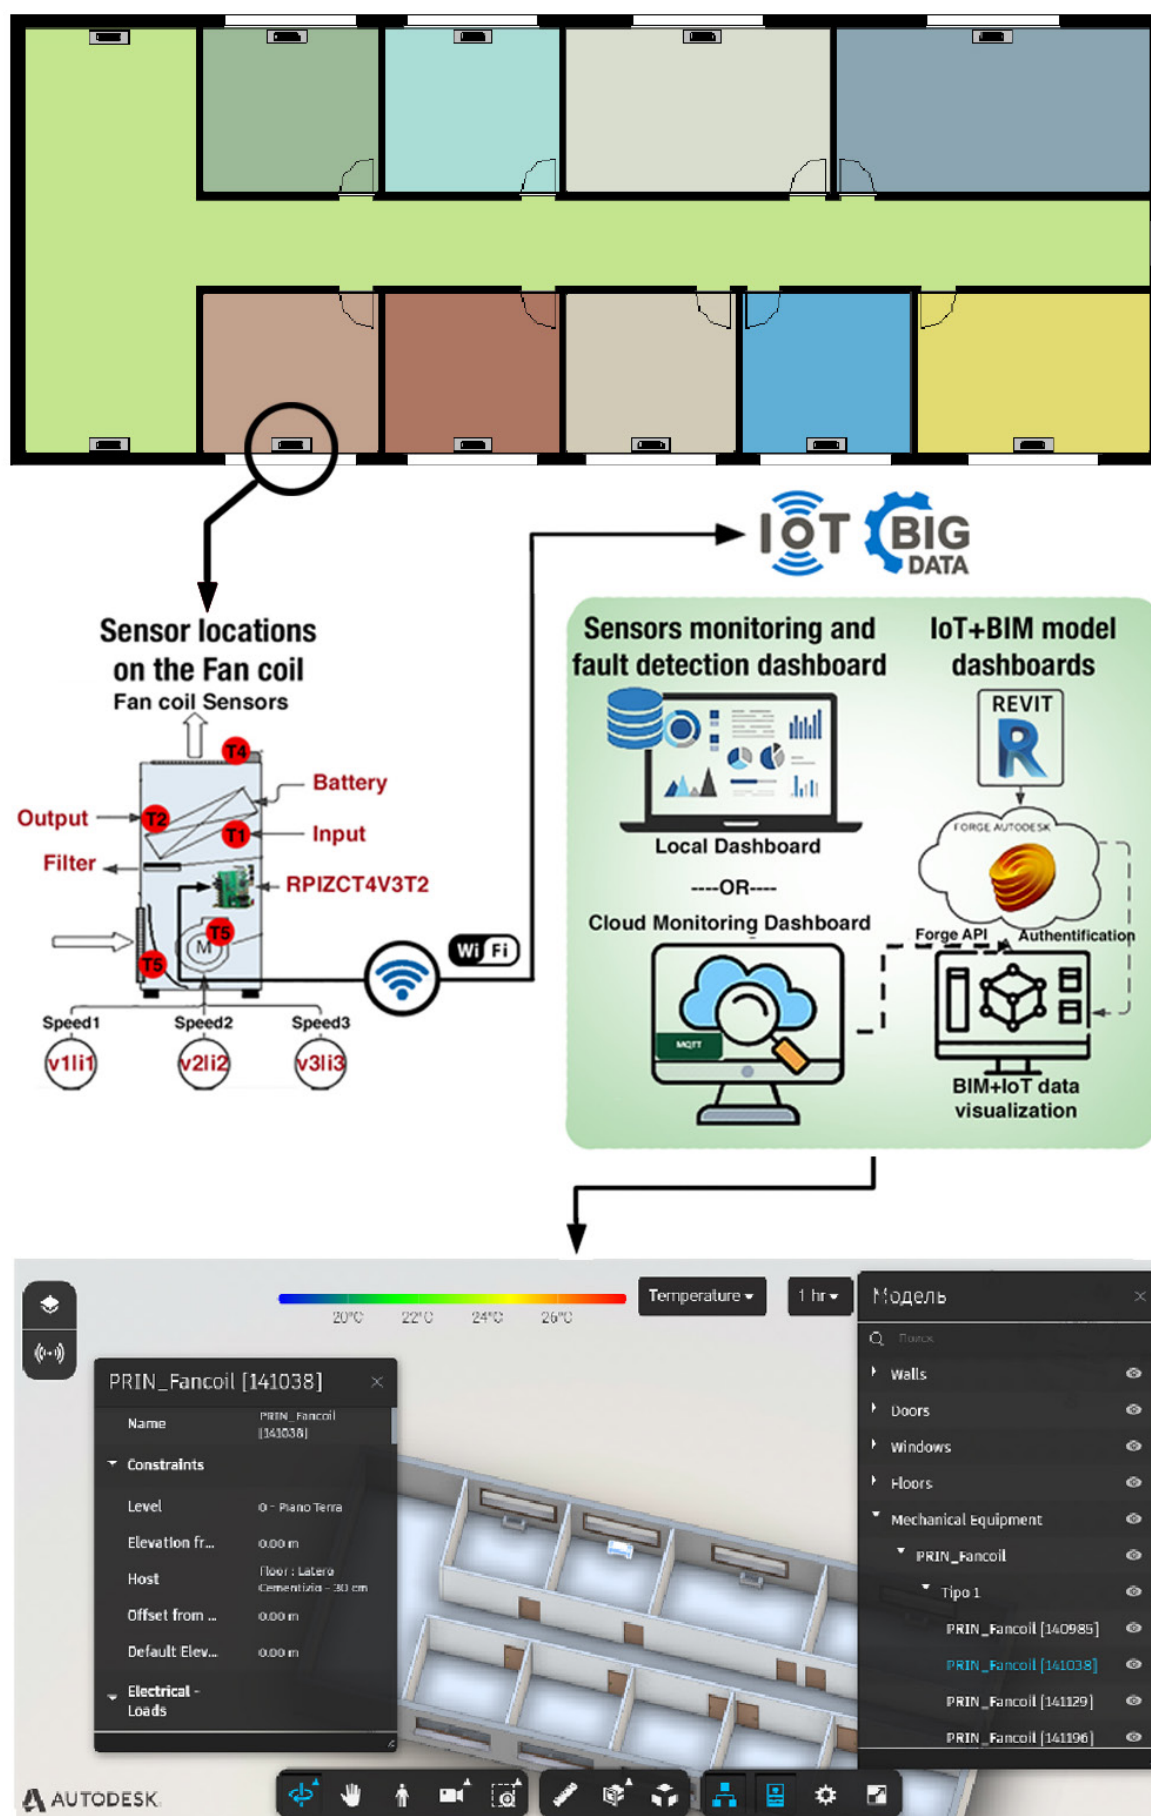 IoT BIG
DATA
Sensor locations
on the Fan coil
Fan coil Sensors
T4
Battery
Output
T2
T1
Input
Filter
RPIZCT4V3T2
T5
M
T5
Wi Fi
Speed1
Speed2
Speed3
v1Ii1
v2Ii2
v3Ii3
Sensors monitoring and
fault detection dashboard
Local Dashboard
----OR----
Cloud Monitoring Dashboard
MQTT
IoT+BIM model
dashboards
REVIT
R
FORGE AUTODESK
Forge API
Authentification
BIM+IoT data
visualization
20°C
22°C
24°C
26°C
Temperature
1 hr
PRIN_Fancoil [141038]
Name
PRIN_Fancoil
[141038]
Constraints
Level
0 - Piano Terra
Elevation fr...
0.00 m
Host
Floor : Latero
Cementizio - 30 cm
Offset from ...
0.00 m
Default Elev...
0.00 m
Electrical -
Loads
Модель
Поиск
Walls
Doors
Windows
Floors
Mechanical Equipment
PRIN_Fancoil
Tipo 1
PRIN_Fancoil [140985]
PRIN_Fancoil [141038]
PRIN_Fancoil [141129]
PRIN_Fancoil [141196]
AUTODESK